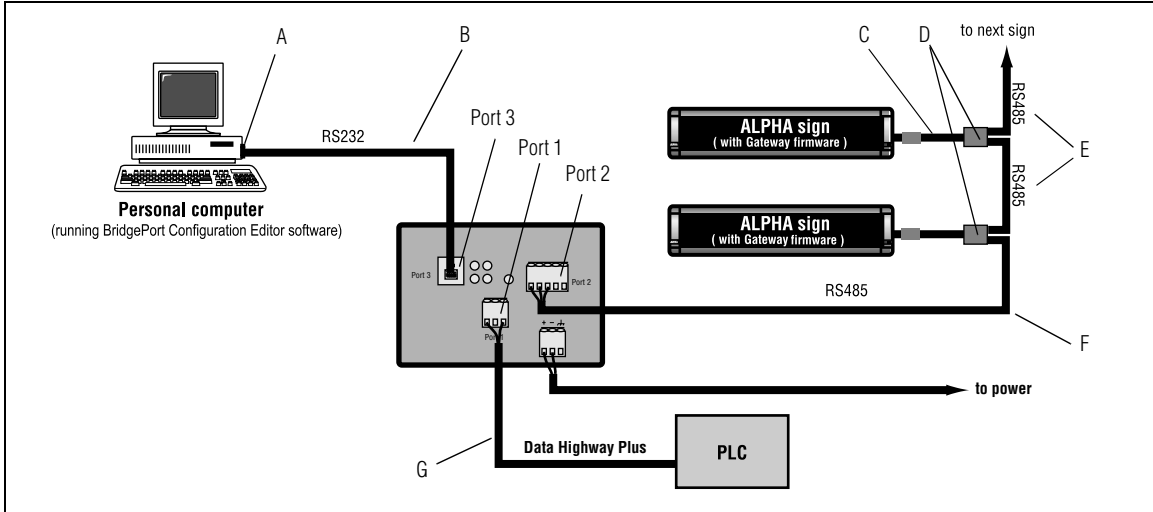 A
B
C
D
to next sign
RS485
ALPHA sign
( with Gateway firmware )
E
RS232
Port 3
Port 1
Port 2
RS485
Personal computer
(running BridgePort Configuration Editor software)
ALPHA sign
( with Gateway firmware )
Port 3
Port 2
RS485
Port 1
+ −
F
to power
Data Highway Plus
PLC
G